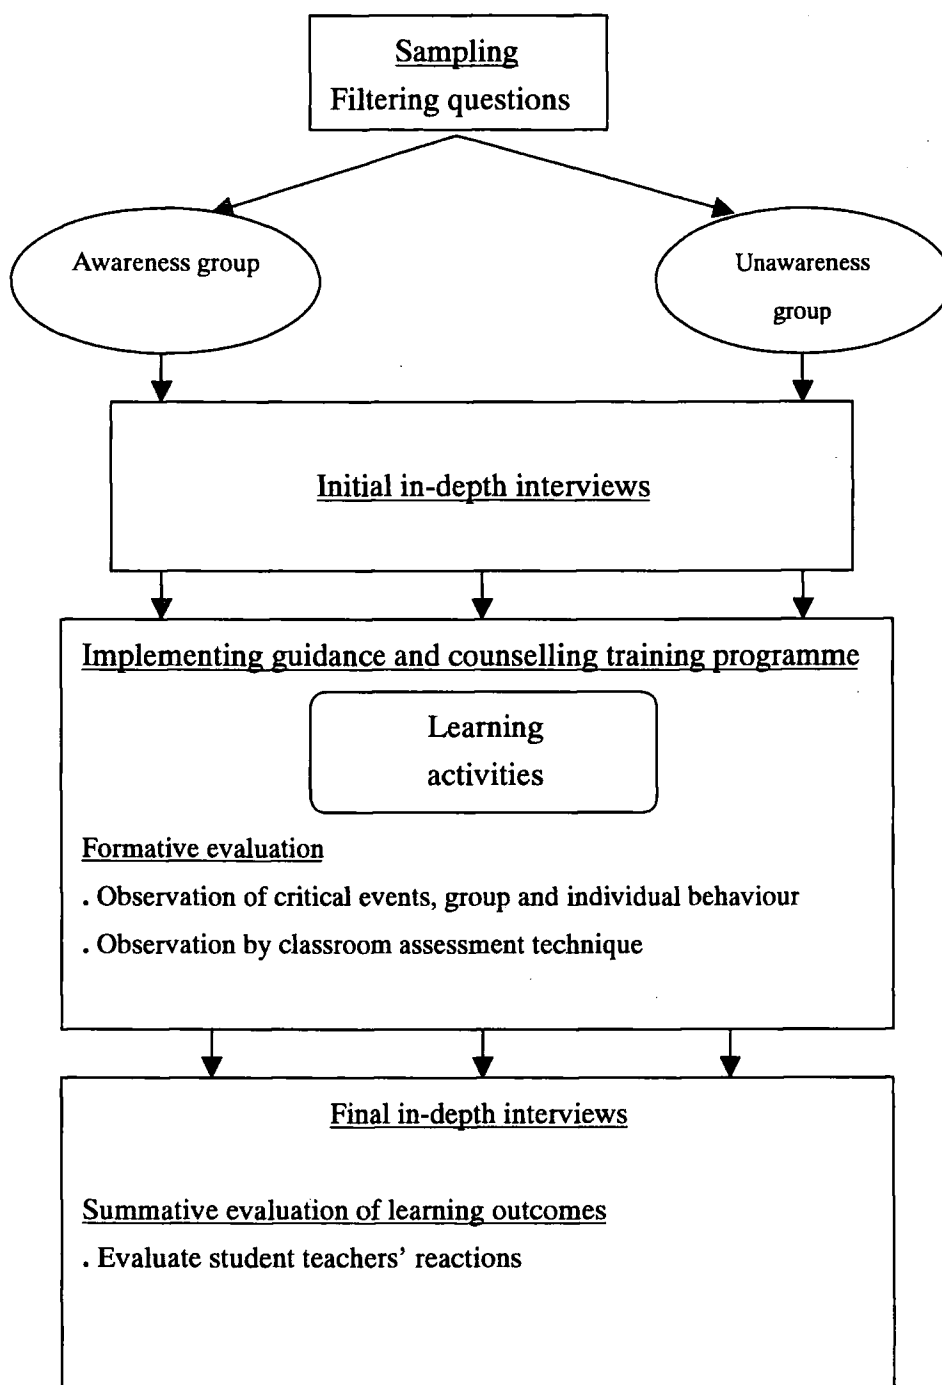 Sampling
Filtering questions
Awareness group
Unawareness
group
Initial in-depth interviews
Implementing guidance and counselling training programme
Learning
activities
Formative evaluation
. Observation of critical events, group and individual behaviour
. Observation by classroom assessment technique
Final in-depth interviews
Summative evaluation of learning outcomes
. Evaluate student teachers’ reactions